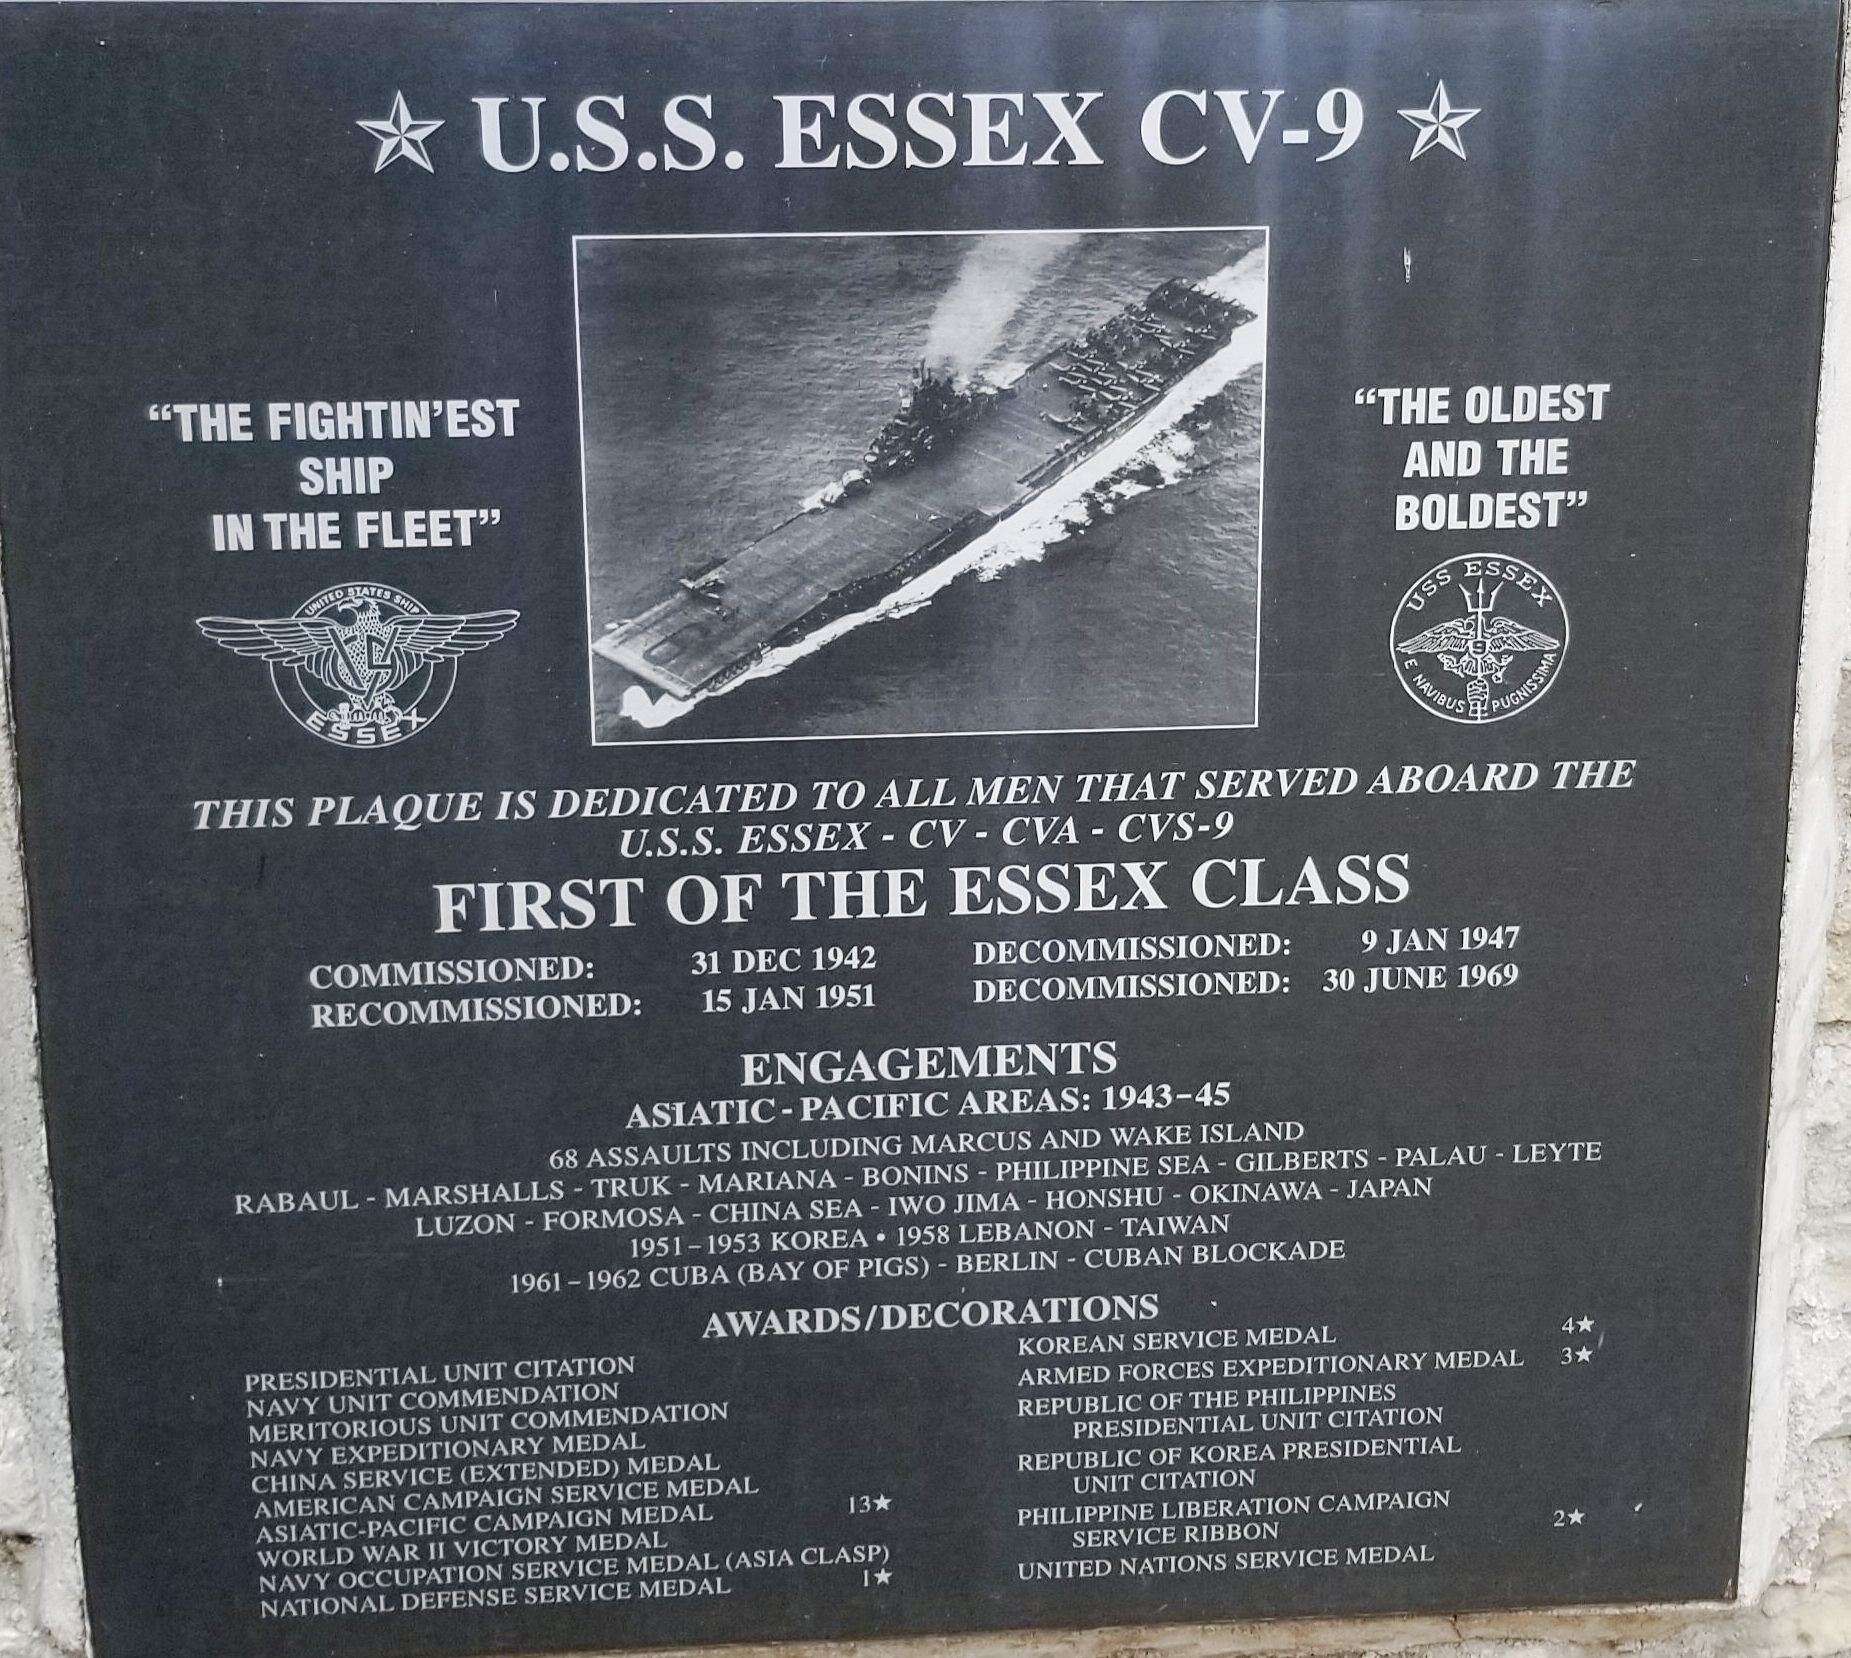 U.S.S. ESSEX CV-9
“THE FIGHTIN’EST
SHIP
IN THE FLEET”
“THE OLDEST
AND THE
BOLDEST”
UNITED STATES SHIP
CV
9
ESSEX
USS ESSEX
9
E NAVIBUS PUGNISSIMA
THIS PLAQUE IS DEDICATED TO ALL MEN THAT SERVED ABOARD THE
U.S.S. ESSEX - CV - CVA - CVS-9
FIRST OF THE ESSEX CLASS
COMMISSIONED: 31 DEC 1942 DECOMMISSIONED: 9 JAN 1947
RECOMMISSIONED: 15 JAN 1951 DECOMMISSIONED: 30 JUNE 1969
ENGAGEMENTS
ASIATIC-PACIFIC AREAS: 1943-45
68 ASSAULTS INCLUDING MARCUS AND WAKE ISLAND
RABAUL - MARSHALLS - TRUK - MARIANA - BONINS - PHILIPPINE SEA - GILBERTS - PALAU - LEYTE
LUZON - FORMOSA - CHINA SEA - IWO JIMA - HONSHU - OKINAWA - JAPAN
1951-1953 KOREA • 1958 LEBANON - TAIWAN
1961-1962 CUBA (BAY OF PIGS) - BERLIN - CUBAN BLOCKADE
AWARDS/DECORATIONS
PRESIDENTIAL UNIT CITATION
NAVY UNIT COMMENDATION
MERITORIOUS UNIT COMMENDATION
NAVY EXPEDITIONARY MEDAL
CHINA SERVICE (EXTENDED) MEDAL
AMERICAN CAMPAIGN SERVICE MEDAL
ASIATIC-PACIFIC CAMPAIGN MEDAL 13★
WORLD WAR II VICTORY MEDAL
NAVY OCCUPATION SERVICE MEDAL (ASIA CLASP)
NATIONAL DEFENSE SERVICE MEDAL 1★
KOREAN SERVICE MEDAL 4★
ARMED FORCES EXPEDITIONARY MEDAL 3★
REPUBLIC OF THE PHILIPPINES
PRESIDENTIAL UNIT CITATION
REPUBLIC OF KOREA PRESIDENTIAL
UNIT CITATION
PHILIPPINE LIBERATION CAMPAIGN
SERVICE RIBBON 2★
UNITED NATIONS SERVICE MEDAL